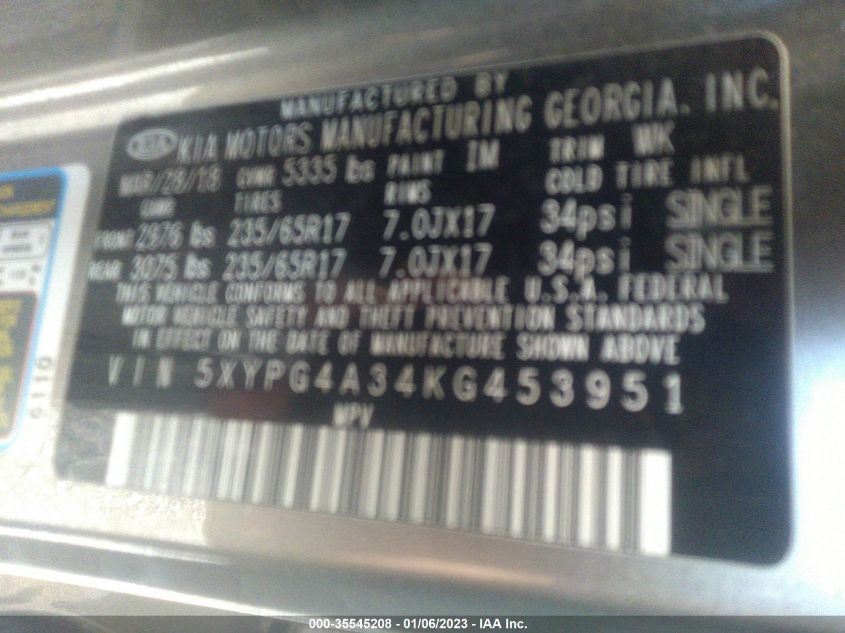 MANUFACTURED BY
KIA KIA MOTORS MANUFACTURING GEORGIA, INC.
MAR/28/18 GVWR 5335 lbs PAINT IM TRIM WK
GWR TIRES RIMS COLD TIRE INFL
FRONT 2976 lbs 235/65R17 7.0JX17 34psi SINGLE
REAR 3075 lbs 235/65R17 7.0JX17 34psi SINGLE
THIS VEHICLE CONFORMS TO ALL APPLICABLE U.S.A. FEDERAL
MOTOR VEHICLE SAFETY AND THEFT PREVENTION STANDARDS
IN EFFECT ON THE DATE OF MANUFACTURE SHOWN ABOVE
VIN 5XYPG4A34KG453951
MPV
000-35545208 - 01/06/2023 - IAA Inc.